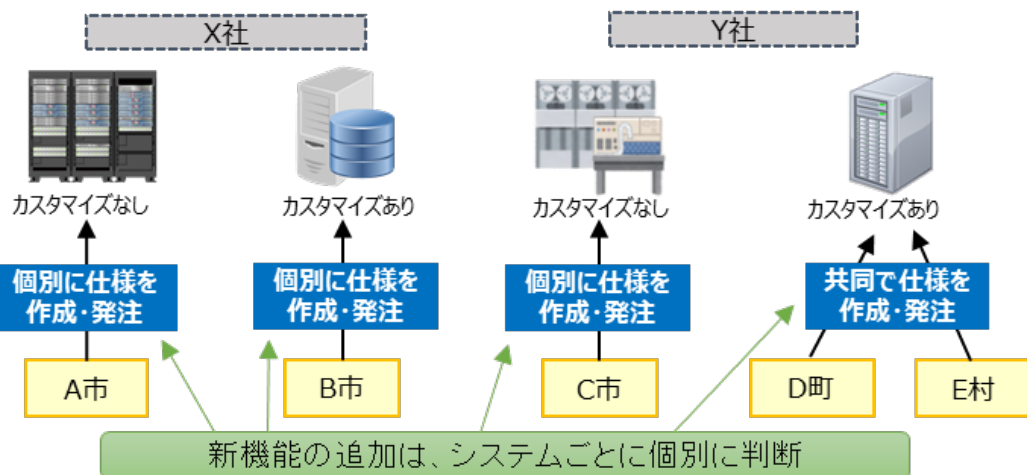 X社
Y社
カスタマイズなし
カスタマイズあり
カスタマイズなし
カスタマイズあり
個別に仕様を
作成・発注
個別に仕様を
作成・発注
個別に仕様を
作成・発注
共同で仕様を
作成・発注
A市
B市
C市
D町
E村
新機能の追加は、システムごとに個別に判断